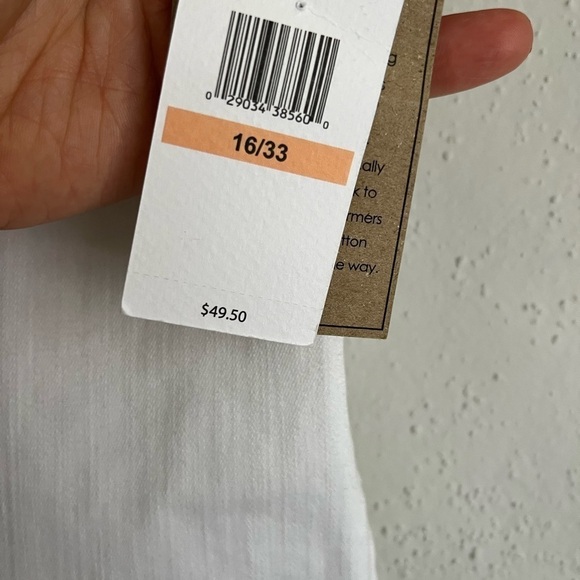 0 29034 38560 0
16/33
$49.50
g
s
ally
k to
rmers
tton
e way.